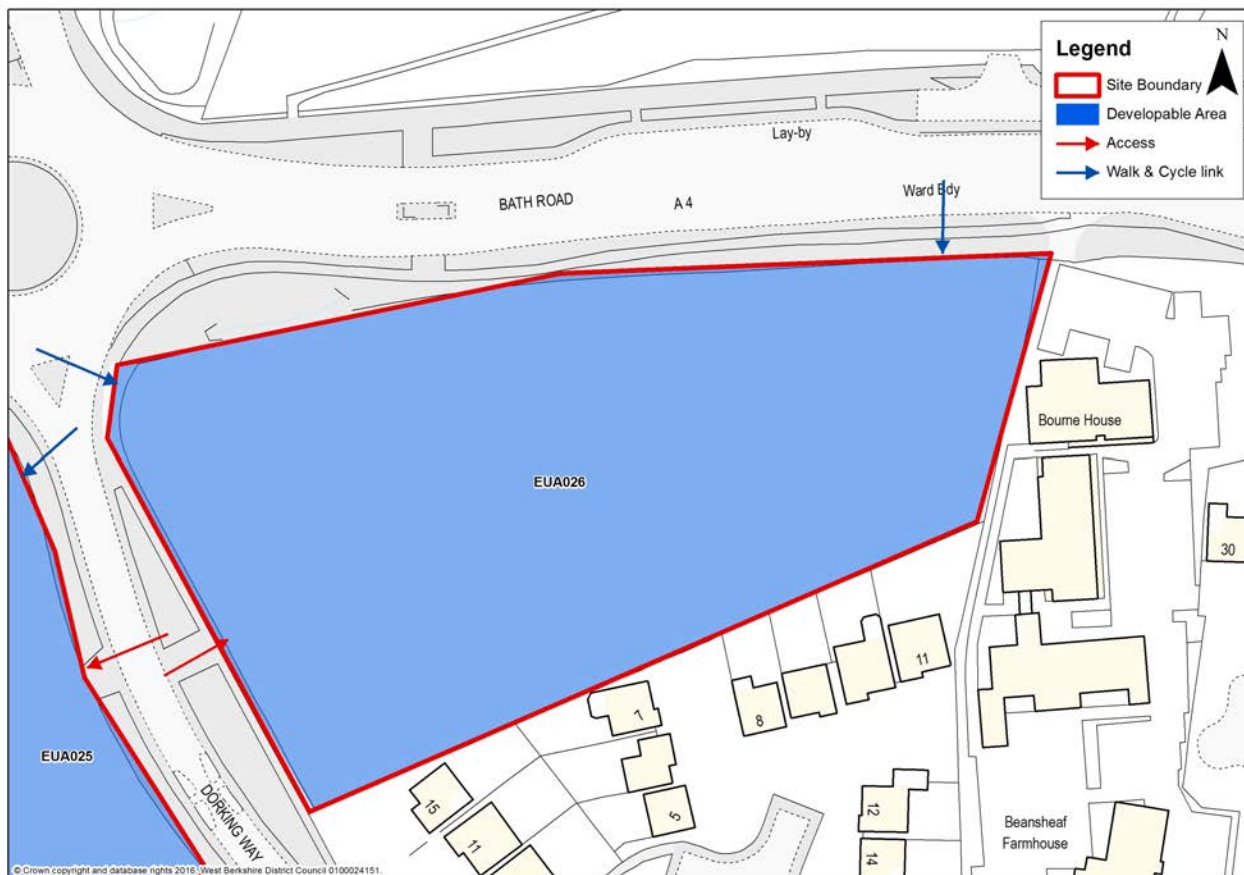 Legend
N
Site Boundary
Developable Area
Access
Walk & Cycle link
Lay-by
Ward Bdy
BATH ROAD
A 4
Bourne House
EUA026
30
11
7
8
EUA025
15
5
12
DORKING WAY
11
Beansheaf
Farmhouse
14
© Crown copyright and database rights 2016. West Berkshire District Council 0100024151.